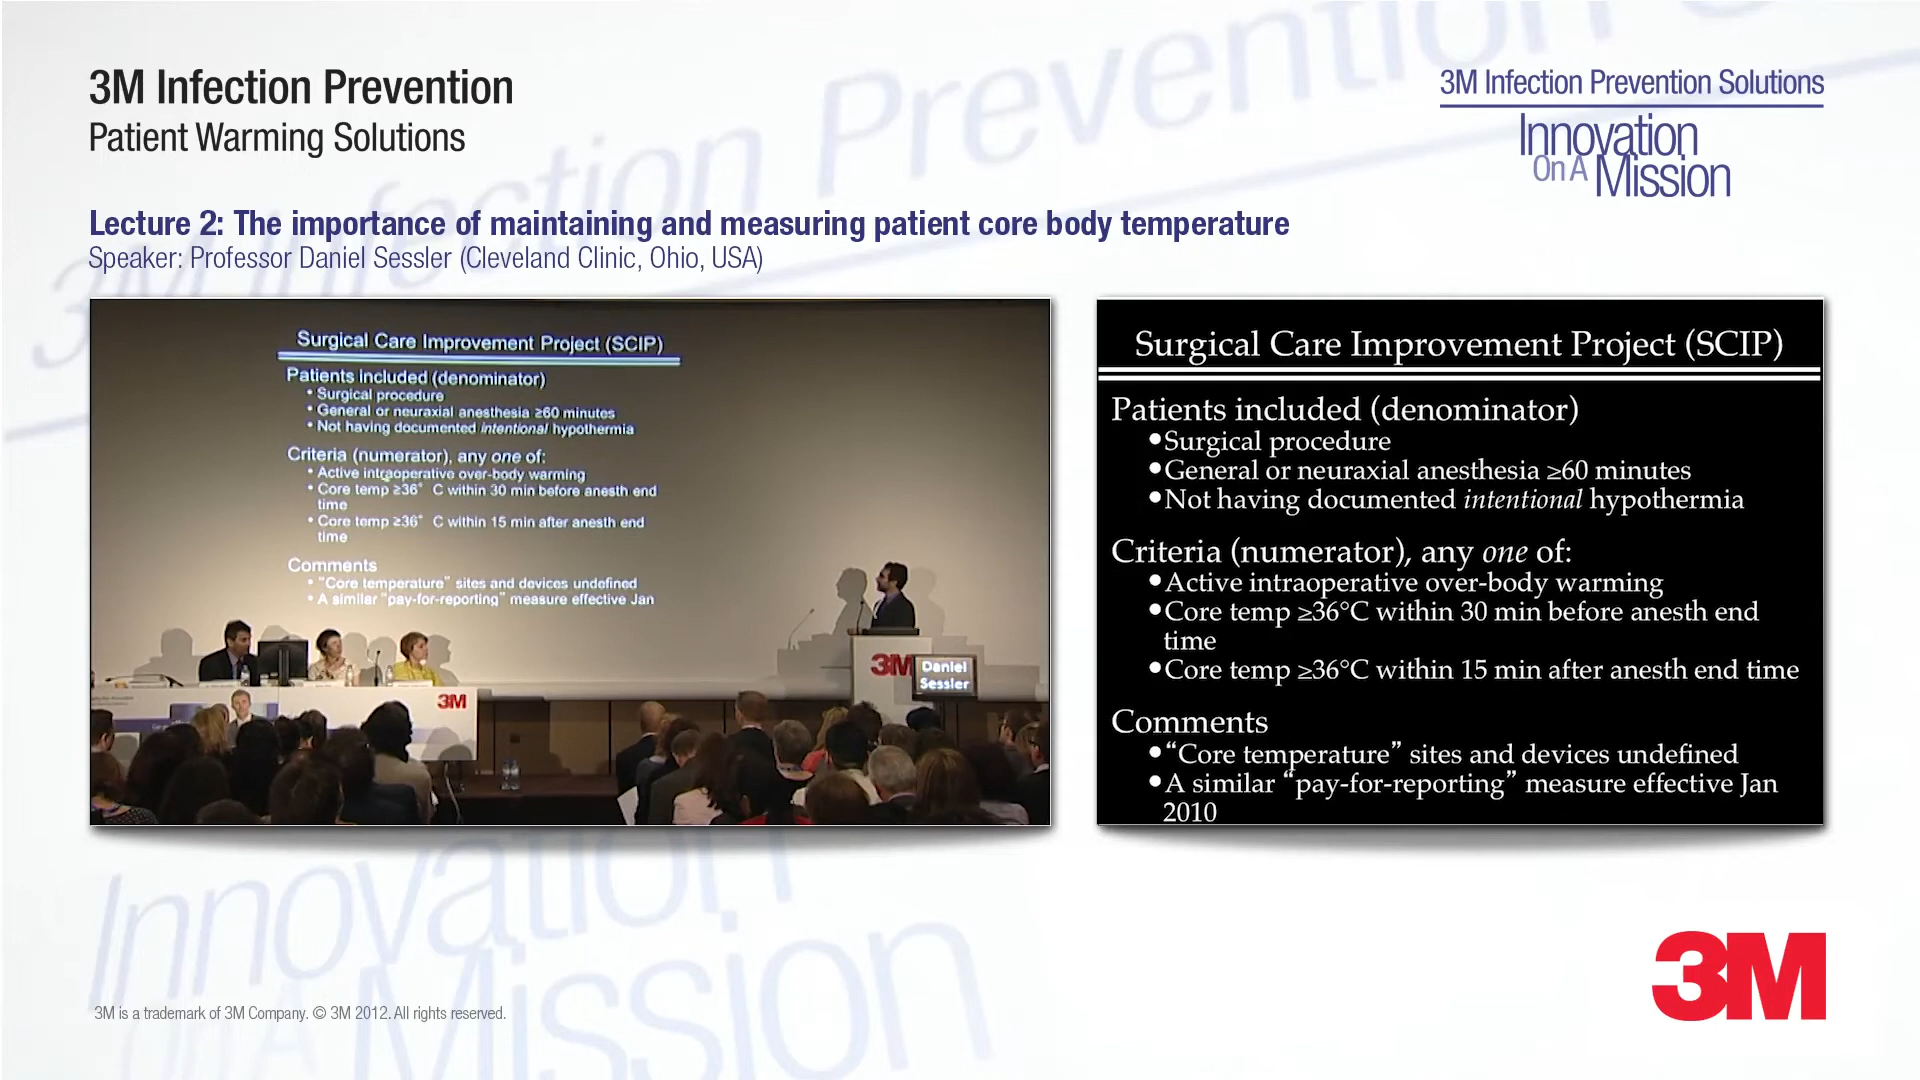 3M Infection Prevention
Patient Warming Solutions
3M Infection Prevention Solutions
Innovation
On A Mission
Lecture 2: The importance of maintaining and measuring patient core body temperature
Speaker: Professor Daniel Sessler (Cleveland Clinic, Ohio, USA)
Surgical Care Improvement Project (SCIP)
Patients included (denominator)
• Surgical procedure
• General or neuraxial anesthesia ≥60 minutes
• Not having documented intentional hypothermia
Criteria (numerator), any one of:
• Active intraoperative over-body warming
• Core temp ≥36° C within 30 min before anesth end
time
• Core temp ≥36° C within 15 min after anesth end
time
Comments
• "Core temperature" sites and devices undefined
• A similar "pay-for-reporting" measure effective Jan
3M
3M
Daniel
Sessler
Surgical Care Improvement Project (SCIP)
Patients included (denominator)
•Surgical procedure
•General or neuraxial anesthesia ≥60 minutes
•Not having documented intentional hypothermia
Criteria (numerator), any one of:
•Active intraoperative over-body warming
•Core temp ≥36°C within 30 min before anesth end
time
•Core temp ≥36°C within 15 min after anesth end time
Comments
•“Core temperature” sites and devices undefined
•A similar “pay-for-reporting” measure effective Jan
2010
3M Infection Prevention S
Innovation
On A Mission
3M
3M is a trademark of 3M Company. © 3M 2012. All rights reserved.